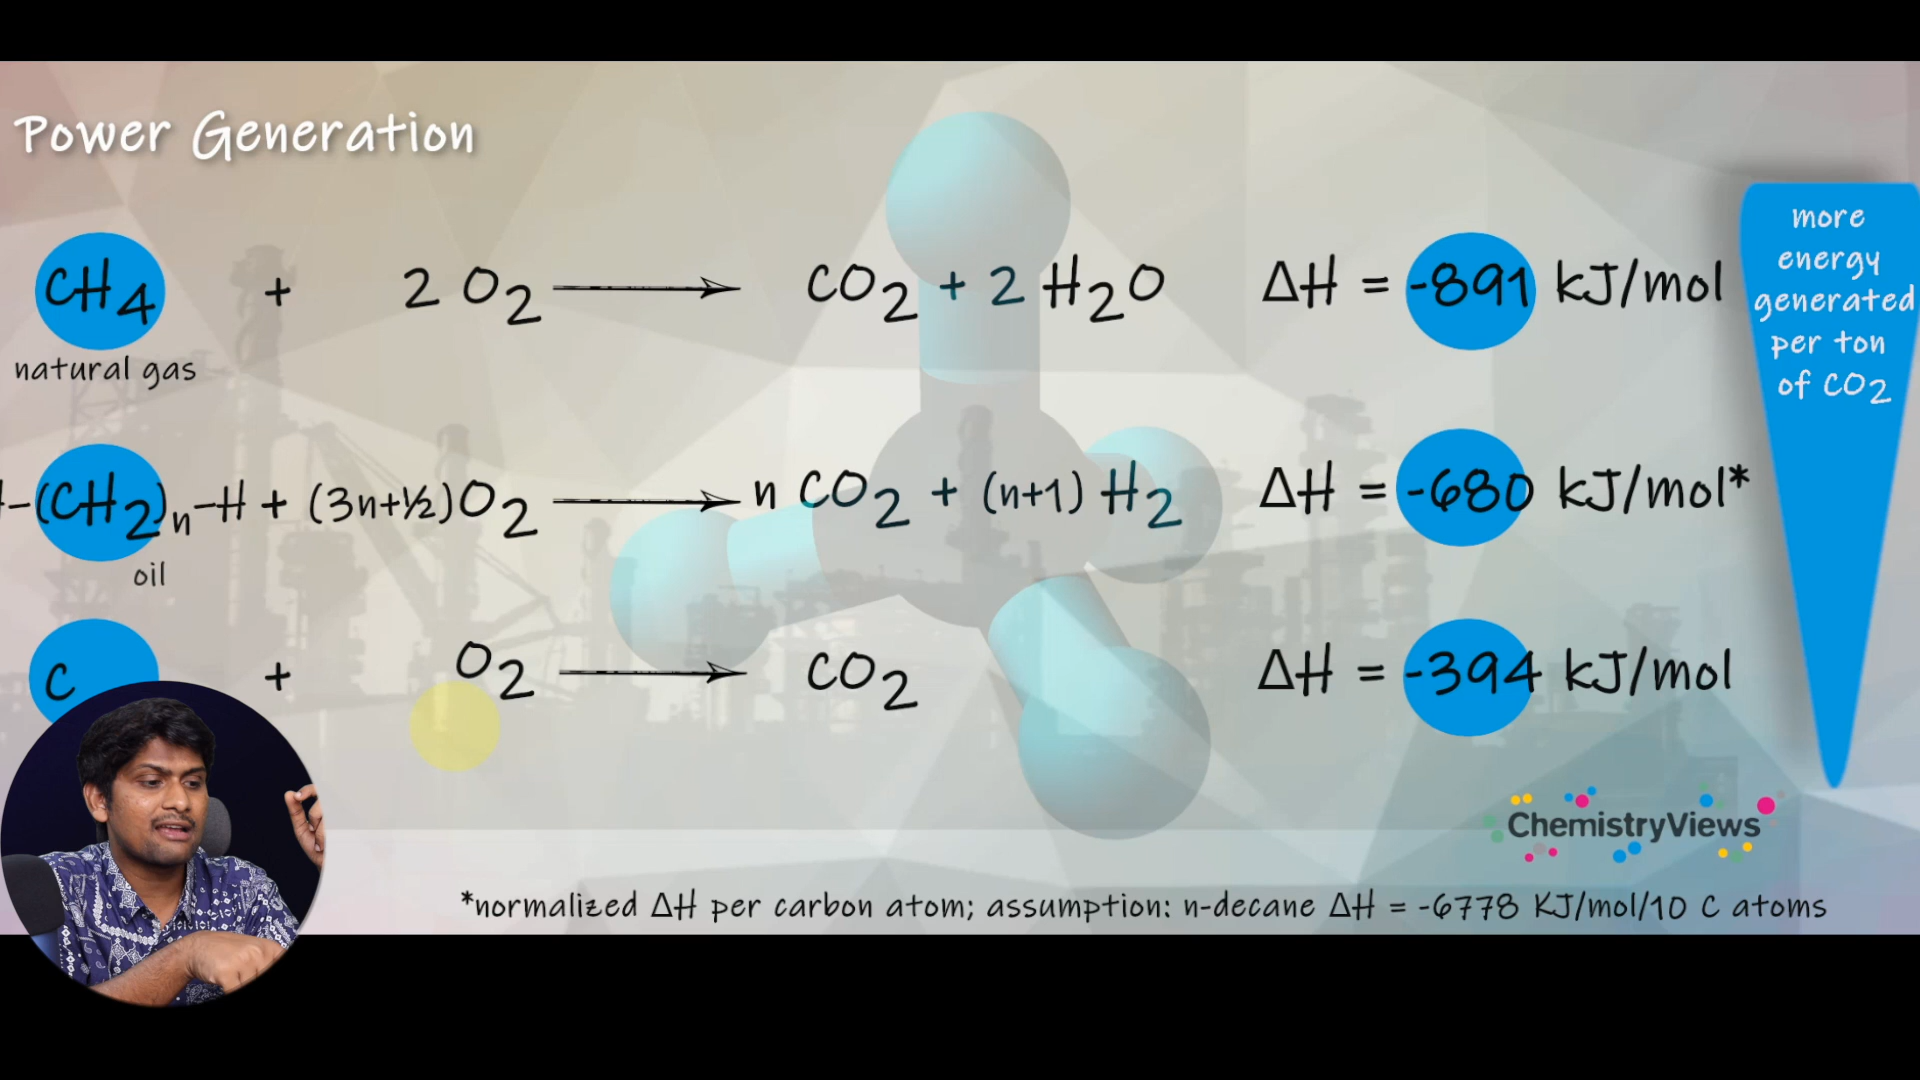 Power Generation
CH4 + 2 O2 ⟶ CO2 + 2 H2O ΔH = -891 kJ/mol
natural gas
-(CH2)n-H + (3n+½)O2 ⟶ n CO2 + (n+1) H2 ΔH = -680 kJ/mol*
oil
C + O2 ⟶ CO2 ΔH = -394 kJ/mol
more
energy
generated
per ton
of CO2
ChemistryViews
*normalized ΔH per carbon atom; assumption: n-decane ΔH = -6778 KJ/mol/10 C atoms